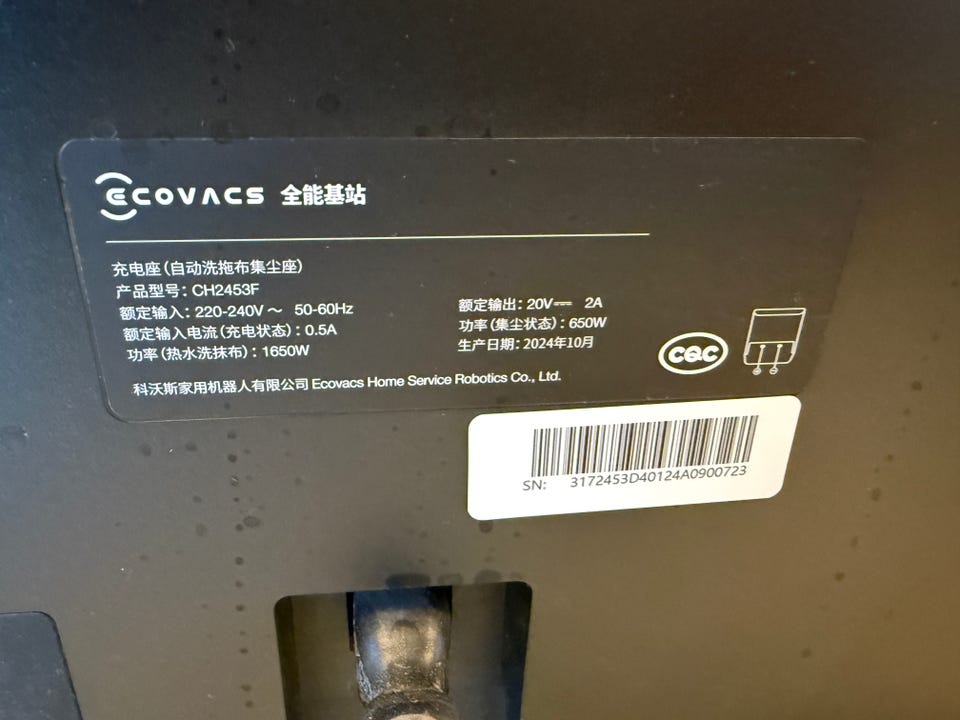 ECOVACS 全能基站
充电座(自动洗拖布集尘座)
产品型号:CH2453F
额定输入:220-240V～ 50-60Hz
额定输出:20V⎓ 2A
额定输入电流(充电状态):0.5A
功率(集尘状态):650W
功率(热水洗抹布):1650W
生产日期:2024年10月
科沃斯家用机器人有限公司 Ecovacs Home Service Robotics Co., Ltd.
CQC
SN: 3172453D40124A0900723